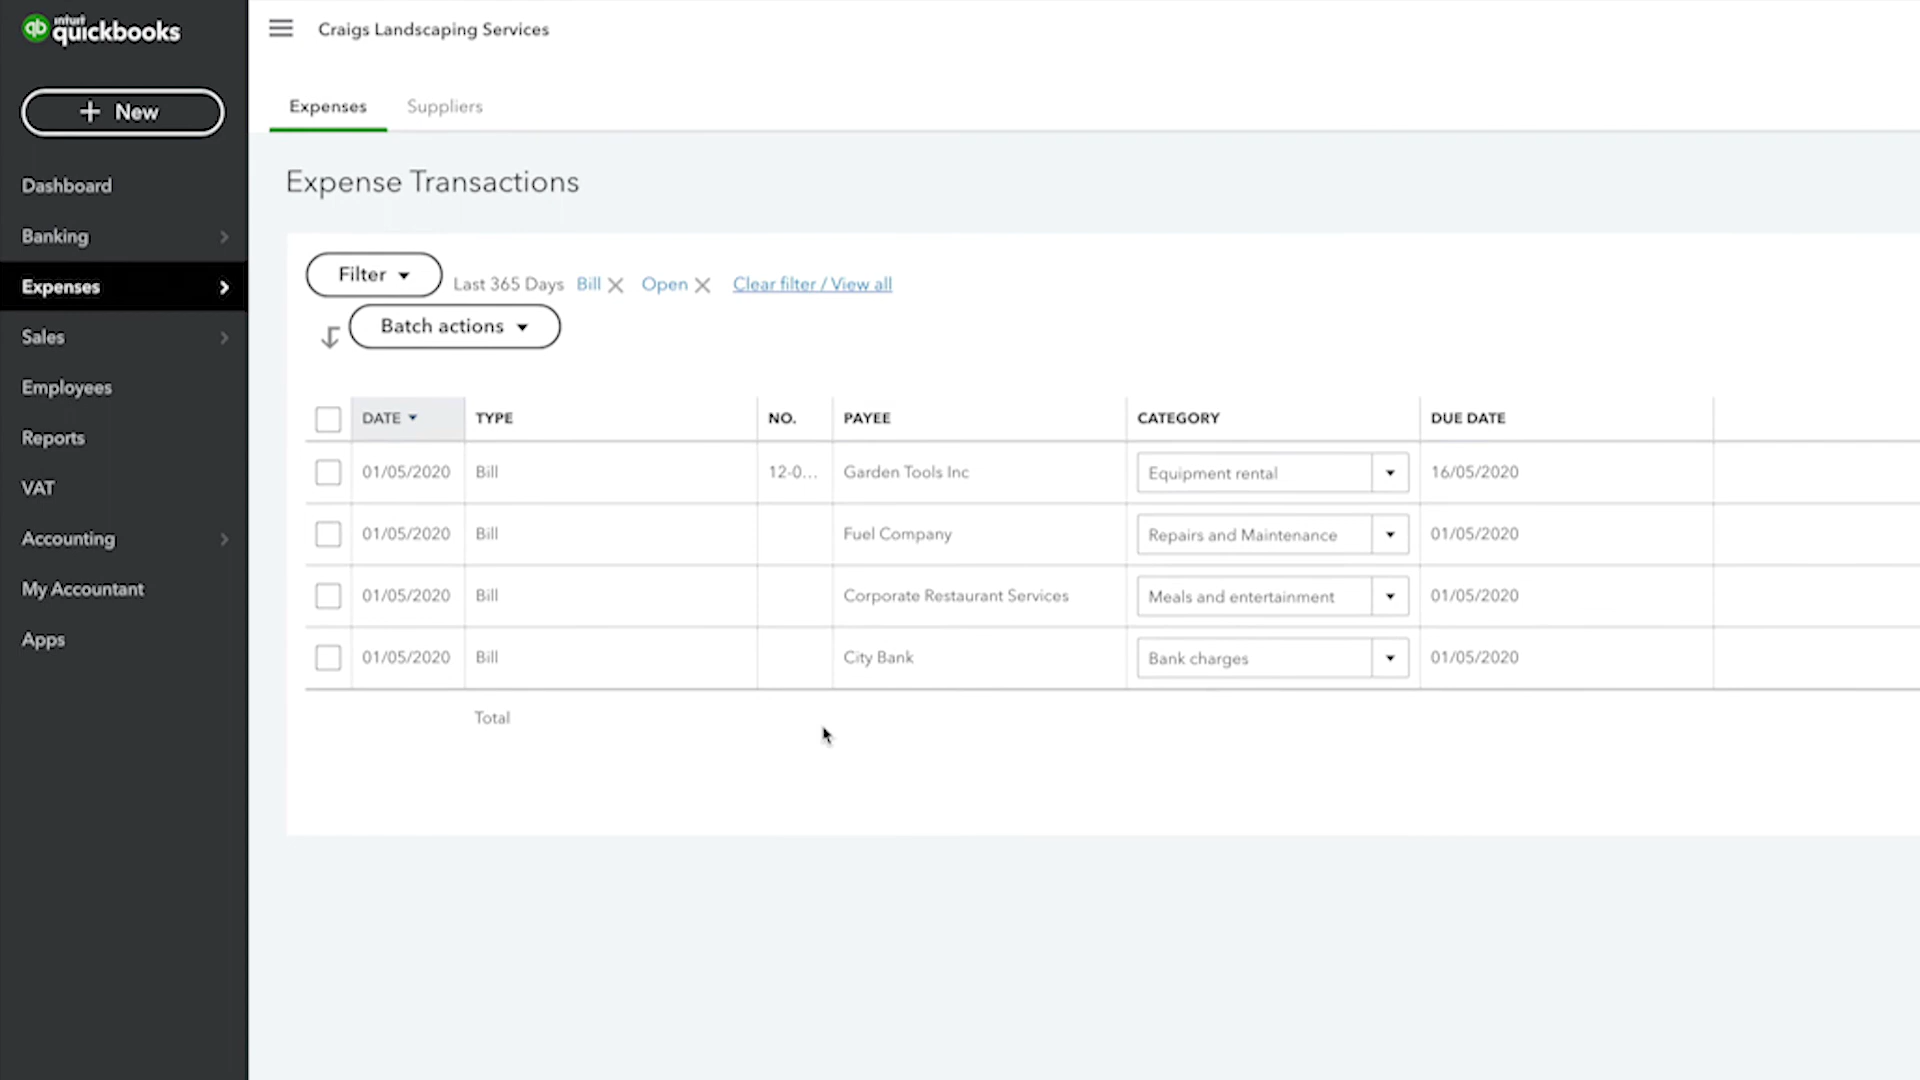 intuit
qb quickbooks
Craigs Landscaping Services
+ New
Expenses Suppliers
Dashboard
Banking
Expenses
Sales
Employees
Reports
VAT
Accounting
My Accountant
Apps
Expense Transactions
Filter Last 365 Days Bill Open Clear filter / View all
Batch actions
DATE TYPE NO. PAYEE CATEGORY DUE DATE
01/05/2020 Bill 12-0... Garden Tools Inc Equipment rental 16/05/2020
01/05/2020 Bill Fuel Company Repairs and Maintenance 01/05/2020
01/05/2020 Bill Corporate Restaurant Services Meals and entertainment 01/05/2020
01/05/2020 Bill City Bank Bank charges 01/05/2020
Total